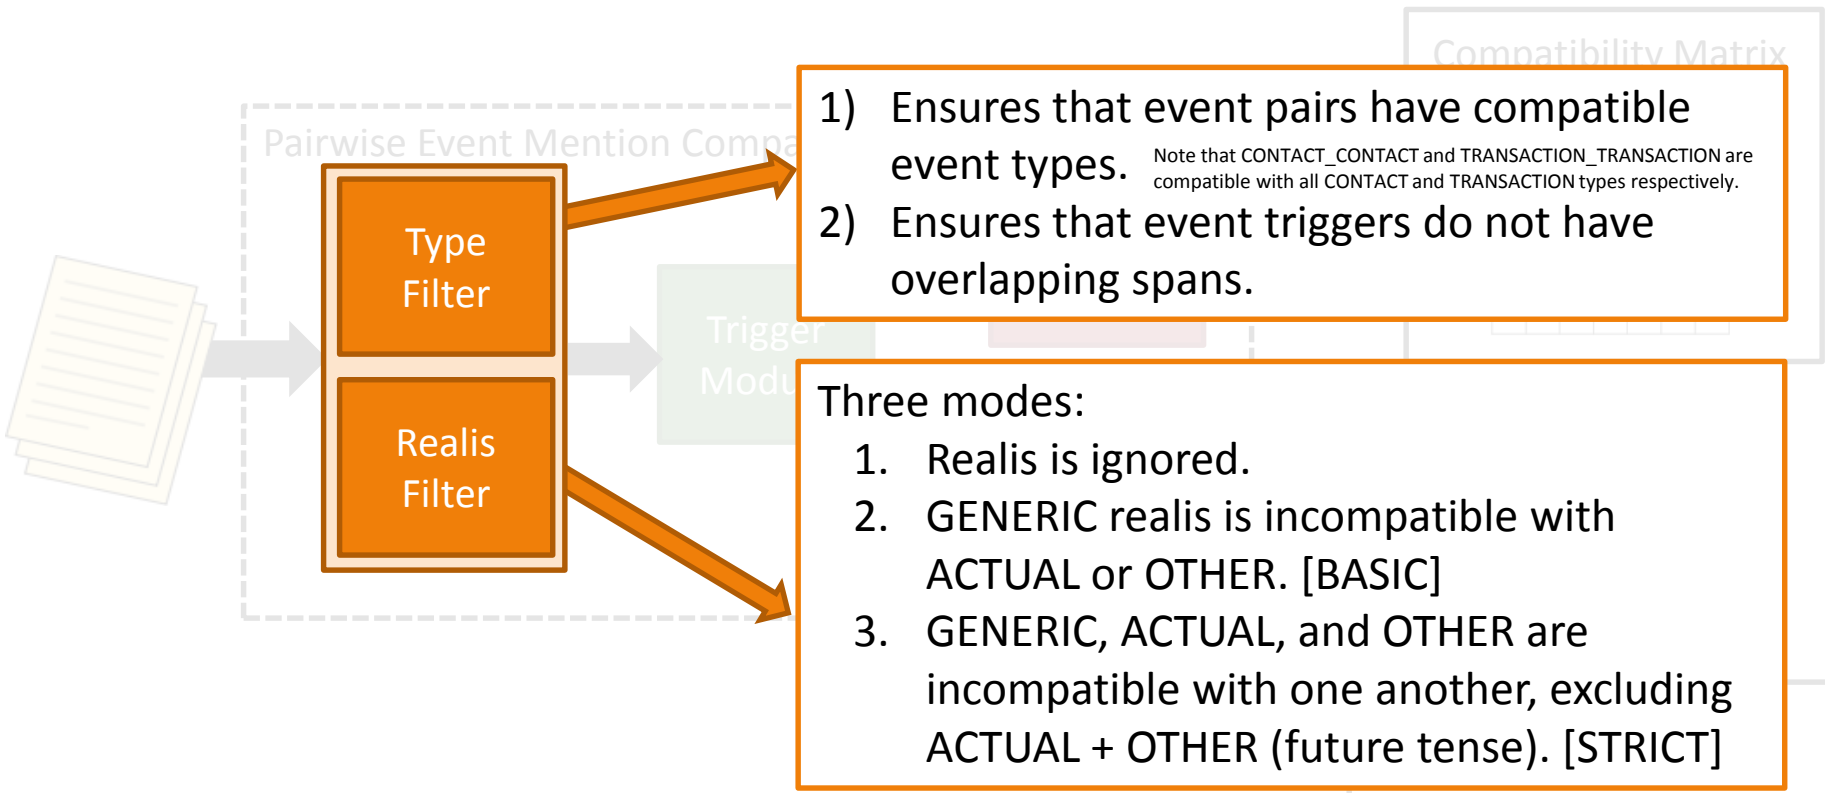 Compatibility Matrix
Pairwise Event Mention Compa
Type
Filter
Realis
Filter
Trigger
Modu
1) Ensures that event pairs have compatible
event types. Note that CONTACT_CONTACT and TRANSACTION_TRANSACTION are
compatible with all CONTACT and TRANSACTION types respectively.
2) Ensures that event triggers do not have
overlapping spans.
Three modes:
1. Realis is ignored.
2. GENERIC realis is incompatible with
ACTUAL or OTHER. [BASIC]
3. GENERIC, ACTUAL, and OTHER are
incompatible with one another, excluding
ACTUAL + OTHER (future tense). [STRICT]